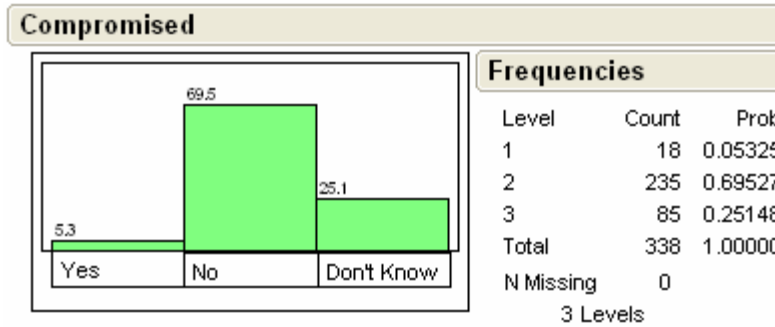 Compromised
69.5
25.1
5.3
Yes No Don't Know
Frequencies
Level Count Prob
1 18 0.05325
2 235 0.69527
3 85 0.25148
Total 338 1.00000
N Missing 0
3 Levels